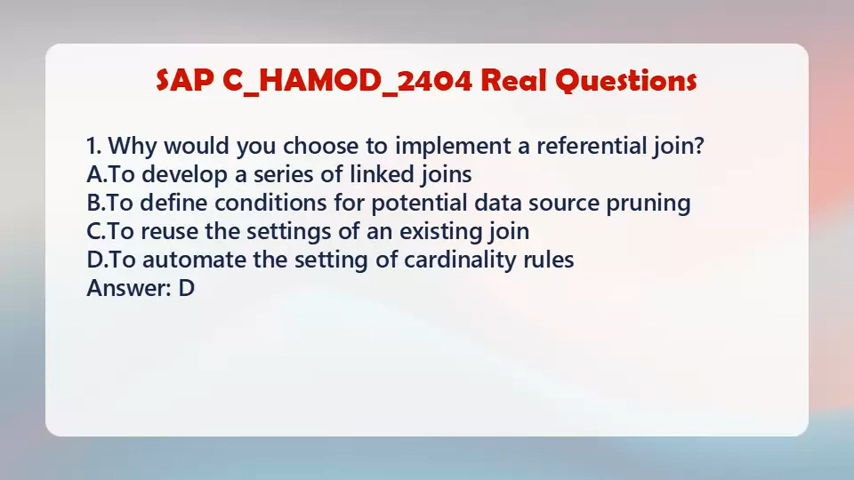 SAP C_HAMOD_2404 Real Questions
1. Why would you choose to implement a referential join?
A.To develop a series of linked joins
B.To define conditions for potential data source pruning
C.To reuse the settings of an existing join
D.To automate the setting of cardinality rules
Answer: D